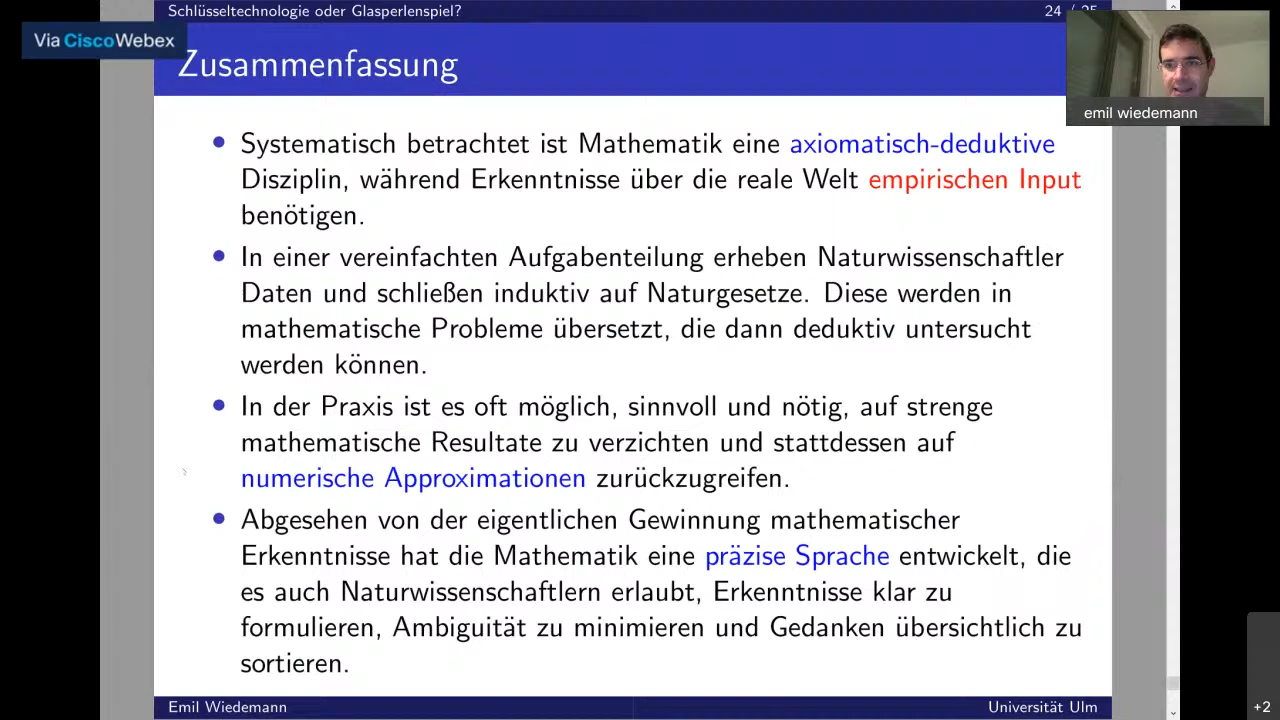 Schlüsseltechnologie oder Glasperlenspiel?
24 / 25
Via Cisco Webex
Zusammenfassung
emil wiedemann
Systematisch betrachtet ist Mathematik eine axiomatisch-deduktive
Disziplin, während Erkenntnisse über die reale Welt empirischen Input
benötigen.
In einer vereinfachten Aufgabenteilung erheben Naturwissenschaftler
Daten und schließen induktiv auf Naturgesetze. Diese werden in
mathematische Probleme übersetzt, die dann deduktiv untersucht
werden können.
In der Praxis ist es oft möglich, sinnvoll und nötig, auf strenge
mathematische Resultate zu verzichten und stattdessen auf
numerische Approximationen zurückzugreifen.
Abgesehen von der eigentlichen Gewinnung mathematischer
Erkenntnisse hat die Mathematik eine präzise Sprache entwickelt, die
es auch Naturwissenschaftlern erlaubt, Erkenntnisse klar zu
formulieren, Ambiguität zu minimieren und Gedanken übersichtlich zu
sortieren.
Emil Wiedemann
Universität Ulm
+2